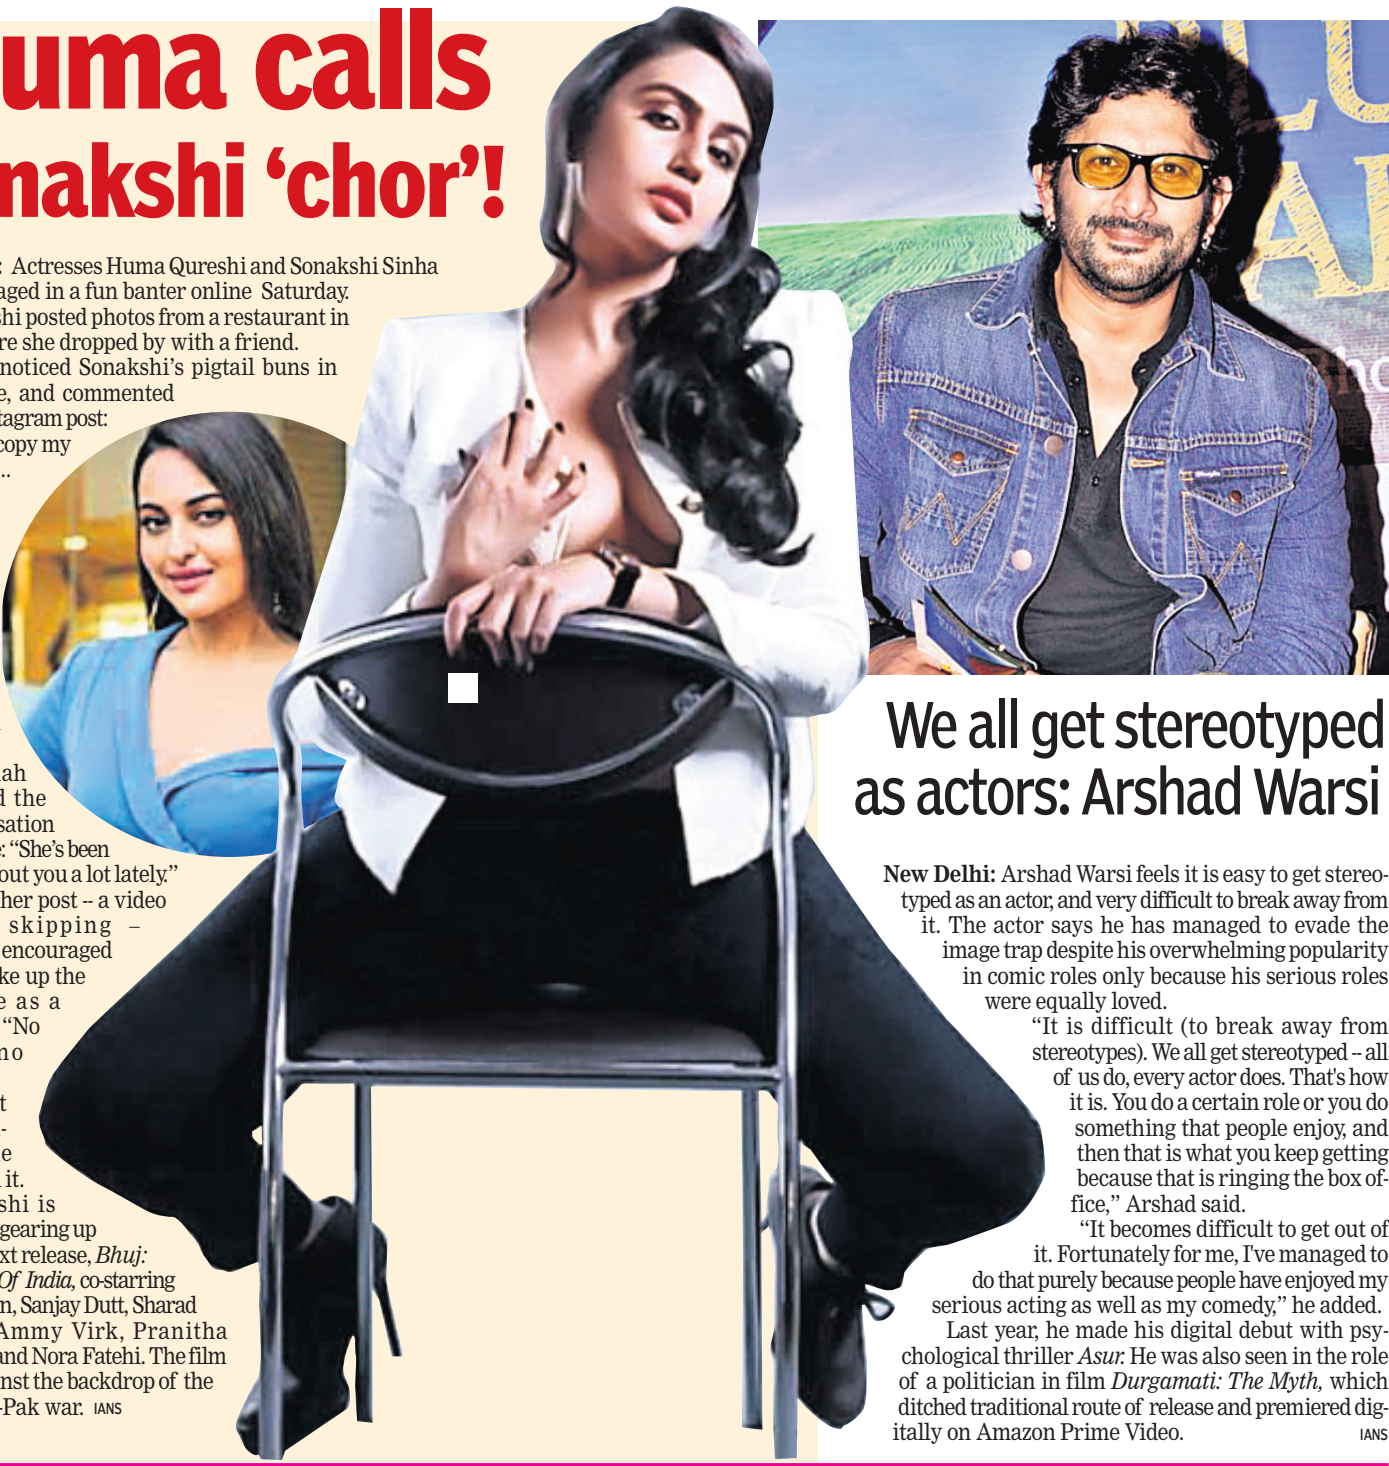 uma calls
nakshi ‘chor’!
: Actresses Huma Qureshi and Sonakshi Sinha
aged in a fun banter online Saturday.
shi posted photos from a restaurant in
re she dropped by with a friend.
noticed Sonakshi’s pigtail buns in
e, and commented
tagram post:
copy my
..
ah
d the
sation
e: “She’s been
out you a lot lately.”
her post -- a video
skipping –
encouraged
ke up the
e as a
“No
no
t
-
e
it.
shi is
gearing up
xt release, Bhuj:
Of India, co-starring
n, Sanjay Dutt, Sharad
Ammy Virk, Pranitha
and Nora Fatehi. The film
nst the backdrop of the
-Pak war. IANS
We all get stereotyped
as actors: Arshad Warsi
New Delhi: Arshad Warsi feels it is easy to get stereo-
typed as an actor, and very difficult to break away from
it. The actor says he has managed to evade the
image trap despite his overwhelming popularity
in comic roles only because his serious roles
were equally loved.
“It is difficult (to break away from
stereotypes). We all get stereotyped -- all
of us do, every actor does. That's how
it is. You do a certain role or you do
something that people enjoy, and
then that is what you keep getting
because that is ringing the box of-
fice,” Arshad said.
“It becomes difficult to get out of
it. Fortunately for me, I've managed to
do that purely because people have enjoyed my
serious acting as well as my comedy,” he added.
Last year, he made his digital debut with psy-
chological thriller Asur. He was also seen in the role
of a politician in film Durgamati: The Myth, which
ditched traditional route of release and premiered dig-
itally on Amazon Prime Video. IANS